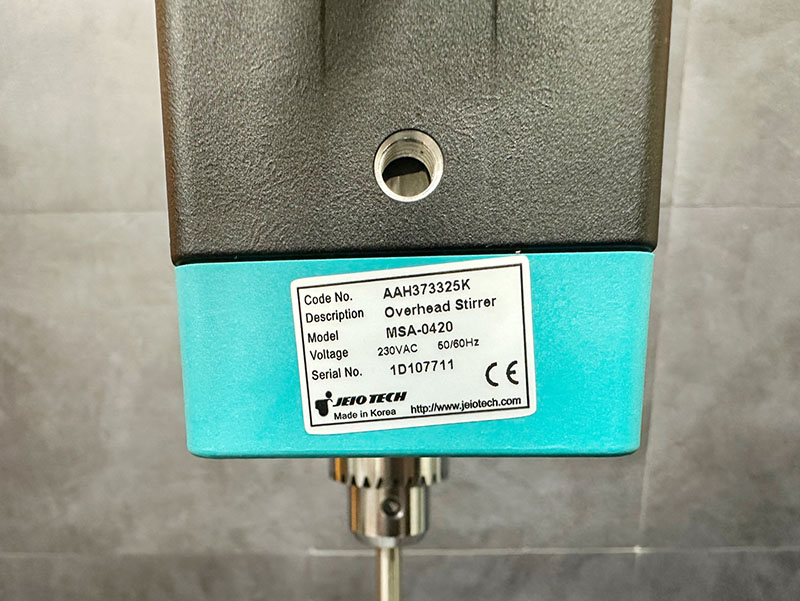 Code No. AAH373325K
Description Overhead Stirrer
Model MSA-0420
Voltage 230VAC 50/60Hz
Serial No. 1D107711
CE
JEIO TECH
Made in Korea http://www.jeiotech.com